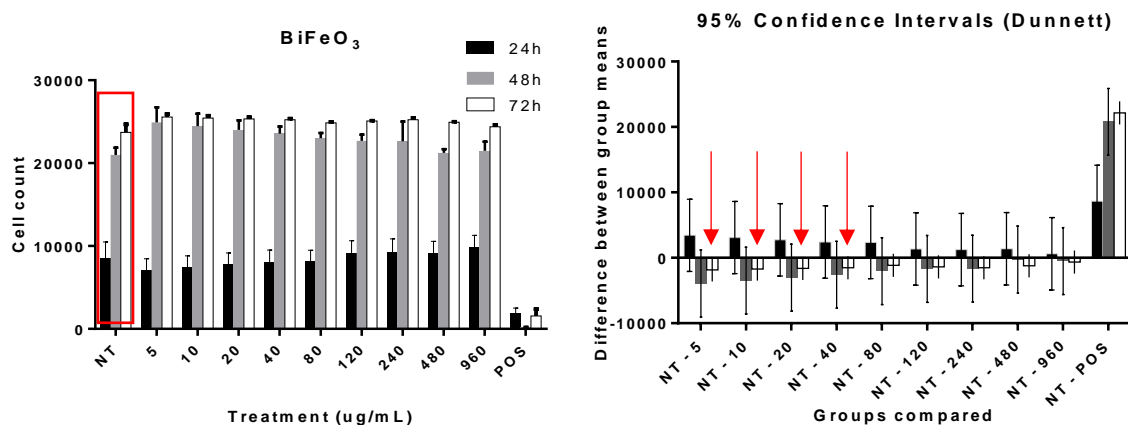 BiFeO3
24h
48h
72h
Cell count
30000
20000
10000
0
NT
5
10
20
40
80
120
240
480
960
POS
Treatment (ug/mL)
95% Confidence Intervals (Dunnett)
Difference between group means
30000
20000
10000
0
-10000
NT - 5
NT - 10
NT - 20
NT - 40
NT - 80
NT - 120
NT - 240
NT - 480
NT - 960
NT - POS
Groups compared